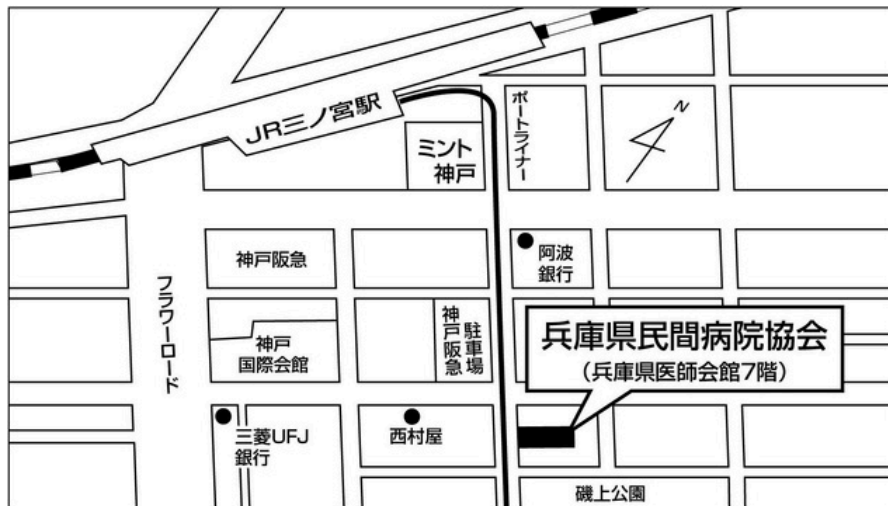 JR三ノ宮駅
ポートライナー
N
ミント
神戸
神戸阪急
阿波
銀行
フラワーロード
神戸
国際会館
神戸阪急
駐車場
兵庫県民間病院協会
(兵庫県医師会館7階)
三菱UFJ
銀行
西村屋
磯上公園